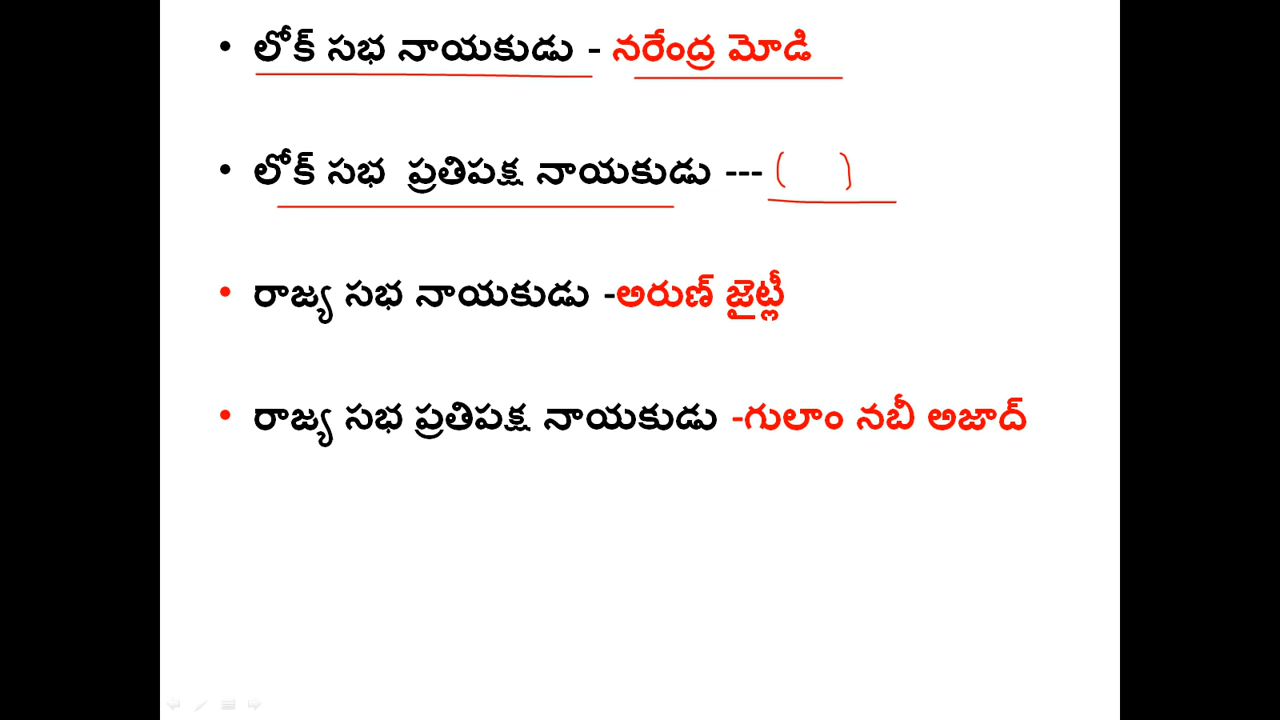 • లోక్ సభ నాయకుడు - నరేంద్ర మోడి
• లోక్ సభ ప్రతిపక్ష నాయకుడు --- ( )
• రాజ్య సభ నాయకుడు -అరుణ్ జైట్లీ
• రాజ్య సభ ప్రతిపక్ష నాయకుడు -గులాం నబీ అజాద్